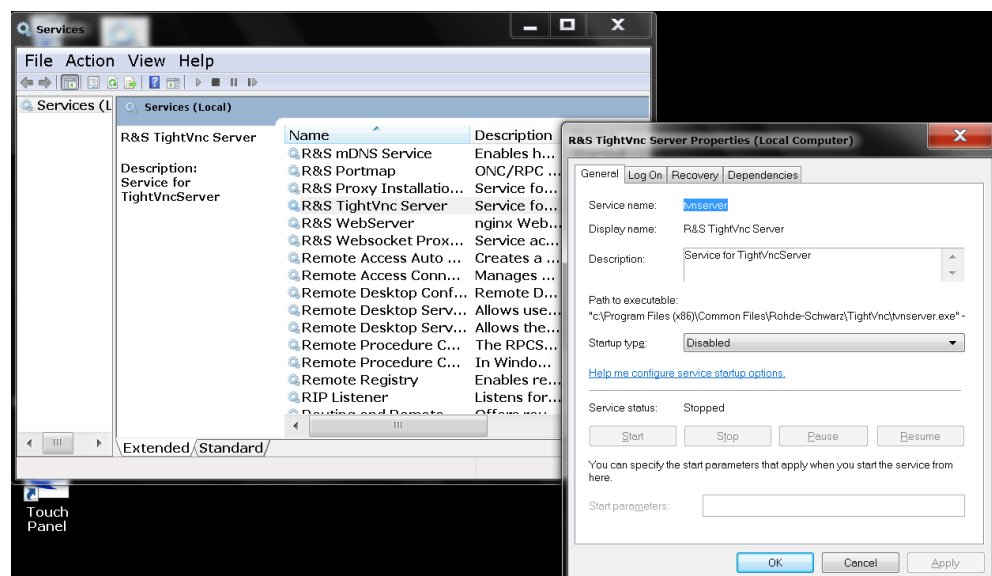 Services
File Action View Help
Services (L
Services (Local)
R&S TightVnc Server
Description:
Service for
TightVncServer
Name Description
R&S mDNS Service Enables h...
R&S Portmap ONC/RPC ...
R&S Proxy Installatio... Service fo...
R&S TightVnc Server Service fo...
R&S WebServer nginx Web...
R&S Websocket Prox... Service ac...
Remote Access Auto ... Creates a ...
Remote Access Conn... Manages ...
Remote Desktop Conf... Remote D...
Remote Desktop Serv... Allows use...
Remote Desktop Serv... Allows the...
Remote Procedure C... The RPCS...
Remote Procedure C... In Windo...
Remote Registry Enables re...
RIP Listener Listens for...
Extended Standard
Touch
Panel
R&S TightVnc Server Properties (Local Computer)
General Log On Recovery Dependencies
Service name: tvnserver
Display name: R&S TightVnc Server
Description: Service for TightVncServer
Path to executable:
"c:\Program Files (x86)\Common Files\Rohde-Schwarz\TightVnc\tvnserver.exe" -
Startup type: Disabled
Help me configure service startup options.
Service status: Stopped
Start Stop Pause Resume
You can specify the start parameters that apply when you start the service from
here.
Start parameters:
OK Cancel Apply